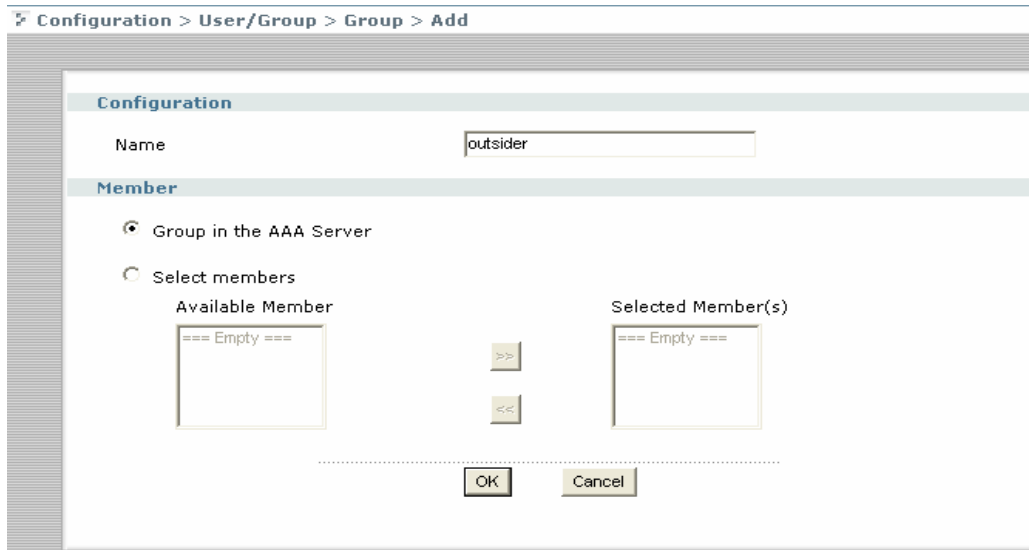 Configuration > User/Group > Group > Add
Configuration
Name outsider
Member
Group in the AAA Server
Select members
Available Member Selected Member(s)
=== Empty === === Empty ===
>>
<<
OK Cancel